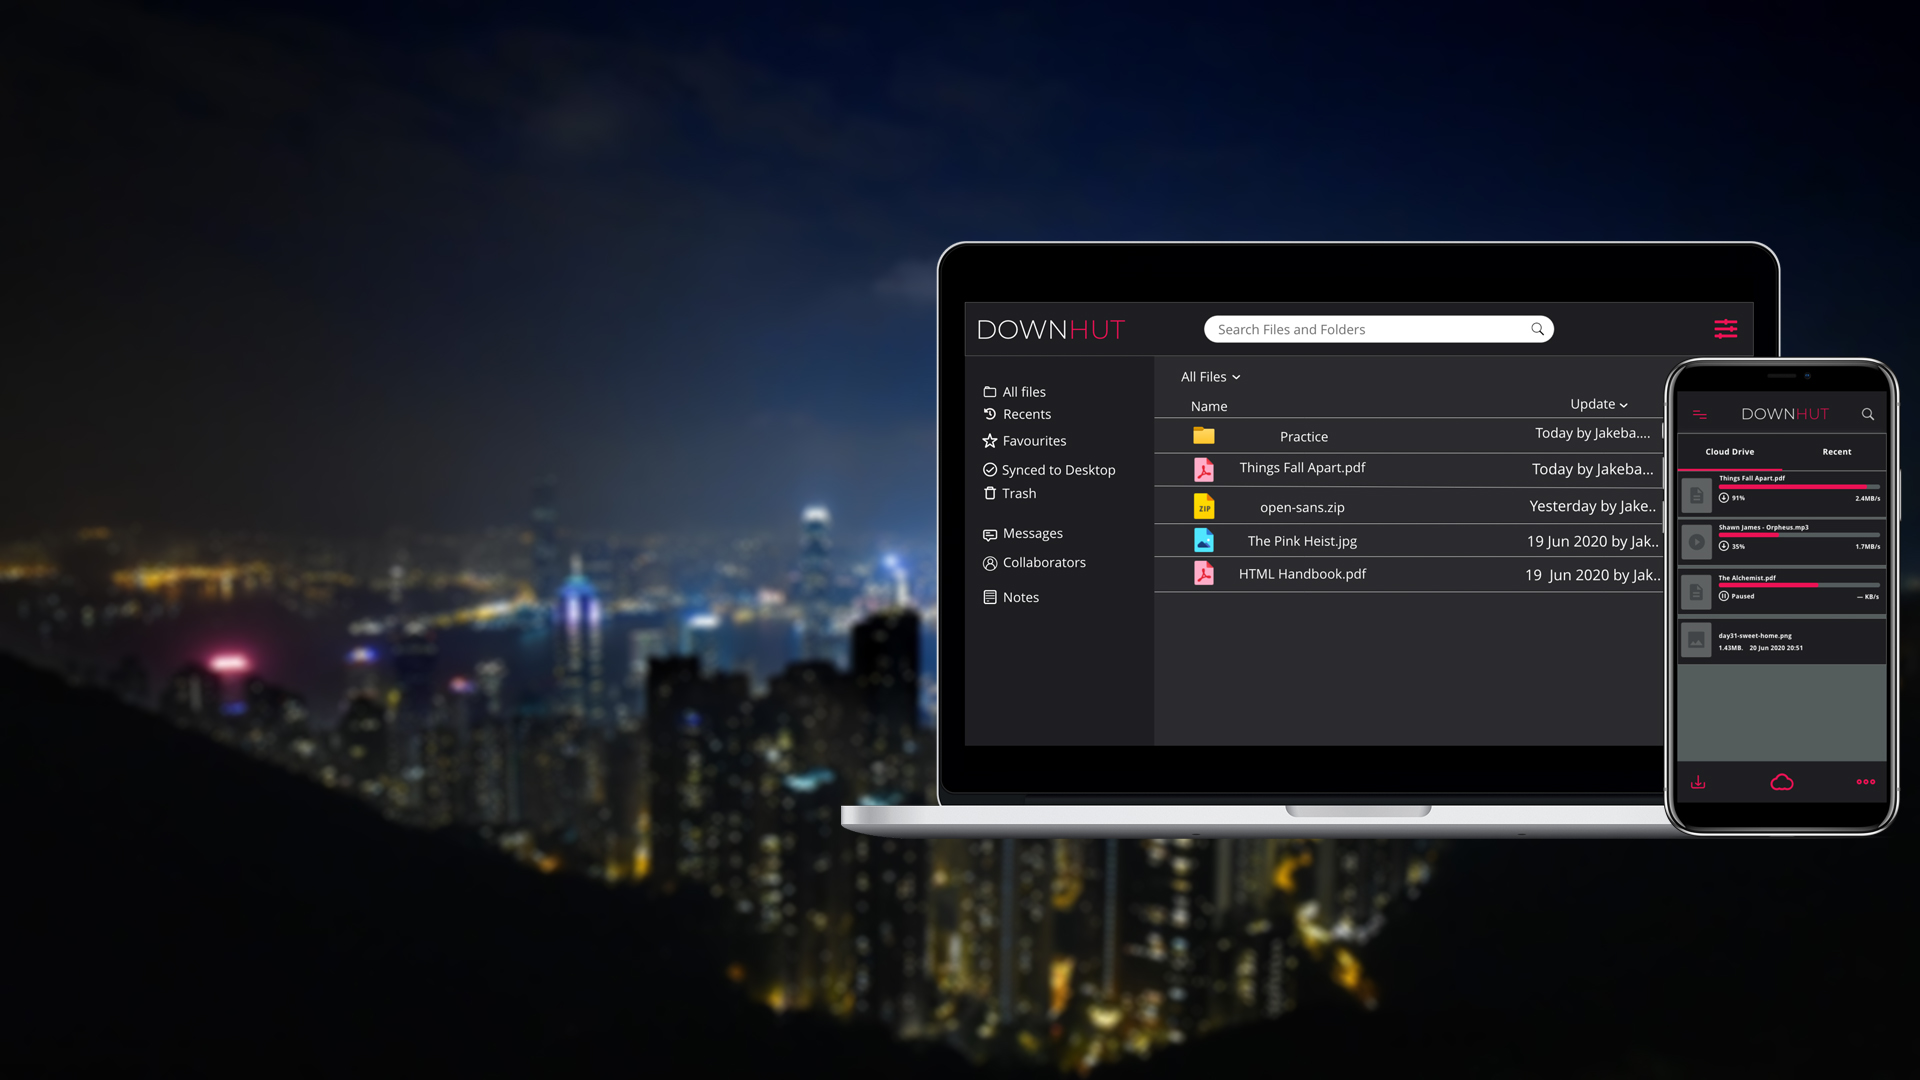 DOWNHUT
Search Files and Folders
All files
Recents
Favourites
Synced to Desktop
Trash
Messages
Collaborators
Notes
All Files
Name
Update
Practice
Today by Jakeba....
Things Fall Apart.pdf
Today by Jakeba...
ZIP
open-sans.zip
Yesterday by Jake..
The Pink Heist.jpg
19 Jun 2020 by Jak..
HTML Handbook.pdf
19 Jun 2020 by Jak..
DOWNHUT
Cloud Drive
Recent
Things Fall Apart.pdf
91%
2.4MB/s
Shawn James - Orpheus.mp3
35%
1.7MB/s
The Alchemist.pdf
Paused
-- KB/s
day31-sweet-home.png
1.43MB. 20 Jun 2020 20:51